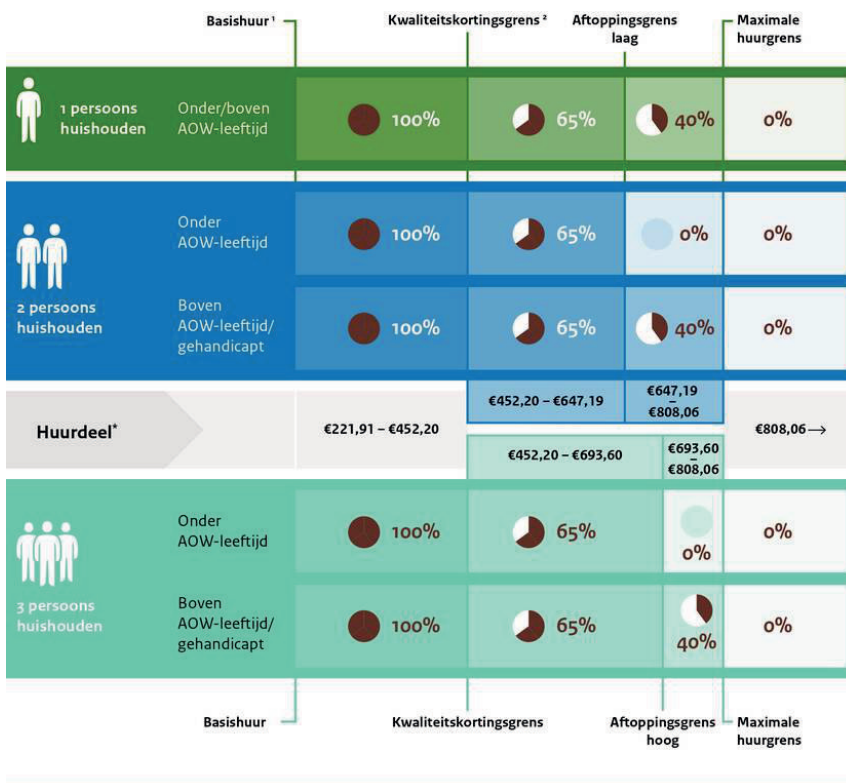 Basishuur ¹
Kwaliteitskortingsgrens ²
Aftoppingsgrens
laag
Maximale
huurgrens
1 persoons
huishouden
Onder/boven
AOW-leeftijd
100%
65%
40%
0%
Onder
AOW-leeftijd
100%
65%
0%
0%
2 persoons
huishouden
Boven
AOW-leeftijd/
gehandicapt
100%
65%
40%
0%
Huurdeel*
€221,91 – €452,20
€452,20 – €647,19
€647,19
–
€808,06
€452,20 – €693,60
€693,60
–
€808,06
€808,06 →
Onder
AOW-leeftijd
100%
65%
0%
0%
3 persoons
huishouden
Boven
AOW-leeftijd/
gehandicapt
100%
65%
40%
0%
Basishuur
Kwaliteitskortingsgrens
Aftoppingsgrens
hoog
Maximale
huurgrens